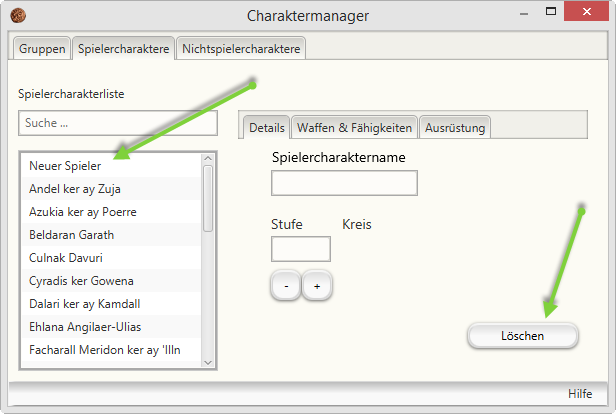 Charaktermanager
Gruppen Spielercharaktere Nichtspielercharaktere
Spielercharakterliste
Suche ...
Neuer Spieler
Andel ker ay Zuja
Azukia ker ay Poerre
Beldaran Garath
Culnak Davuri
Cyradis ker Gowena
Dalari ker ay Kamdall
Ehlana Angilaer-Ulias
Facharall Meridon ker ay 'Illn
Details Waffen & Fähigkeiten Ausrüstung
Spielercharaktername
Stufe Kreis
- +
Löschen
Hilfe